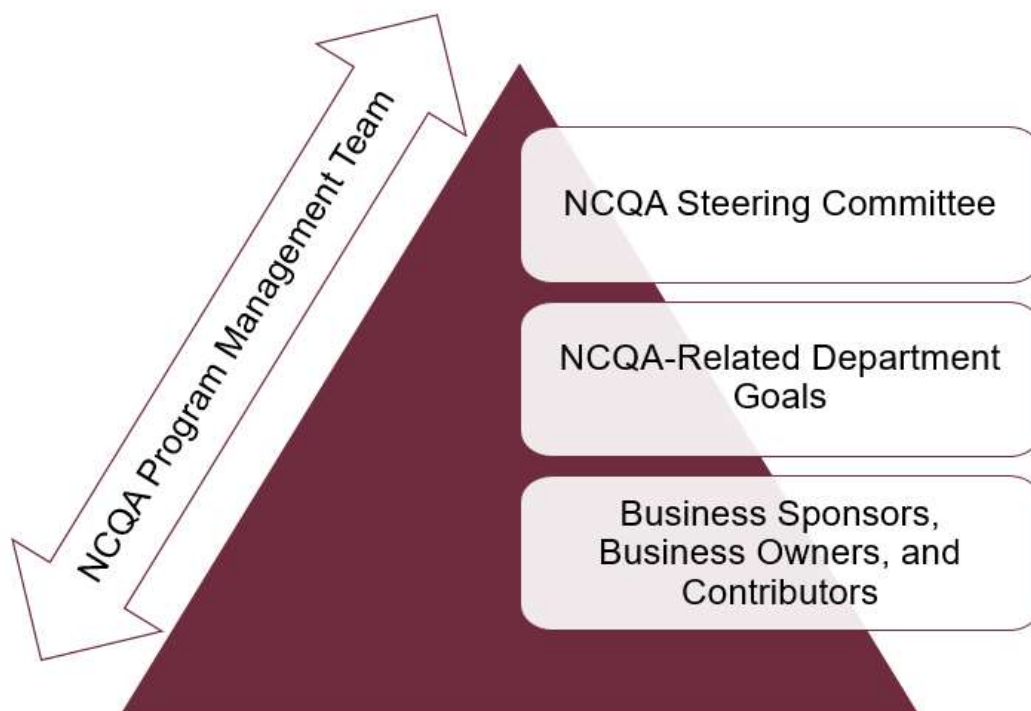 NCQA Program Management Team
NCQA Steering Committee
NCQA-Related Department
Goals
Business Sponsors,
Business Owners, and
Contributors